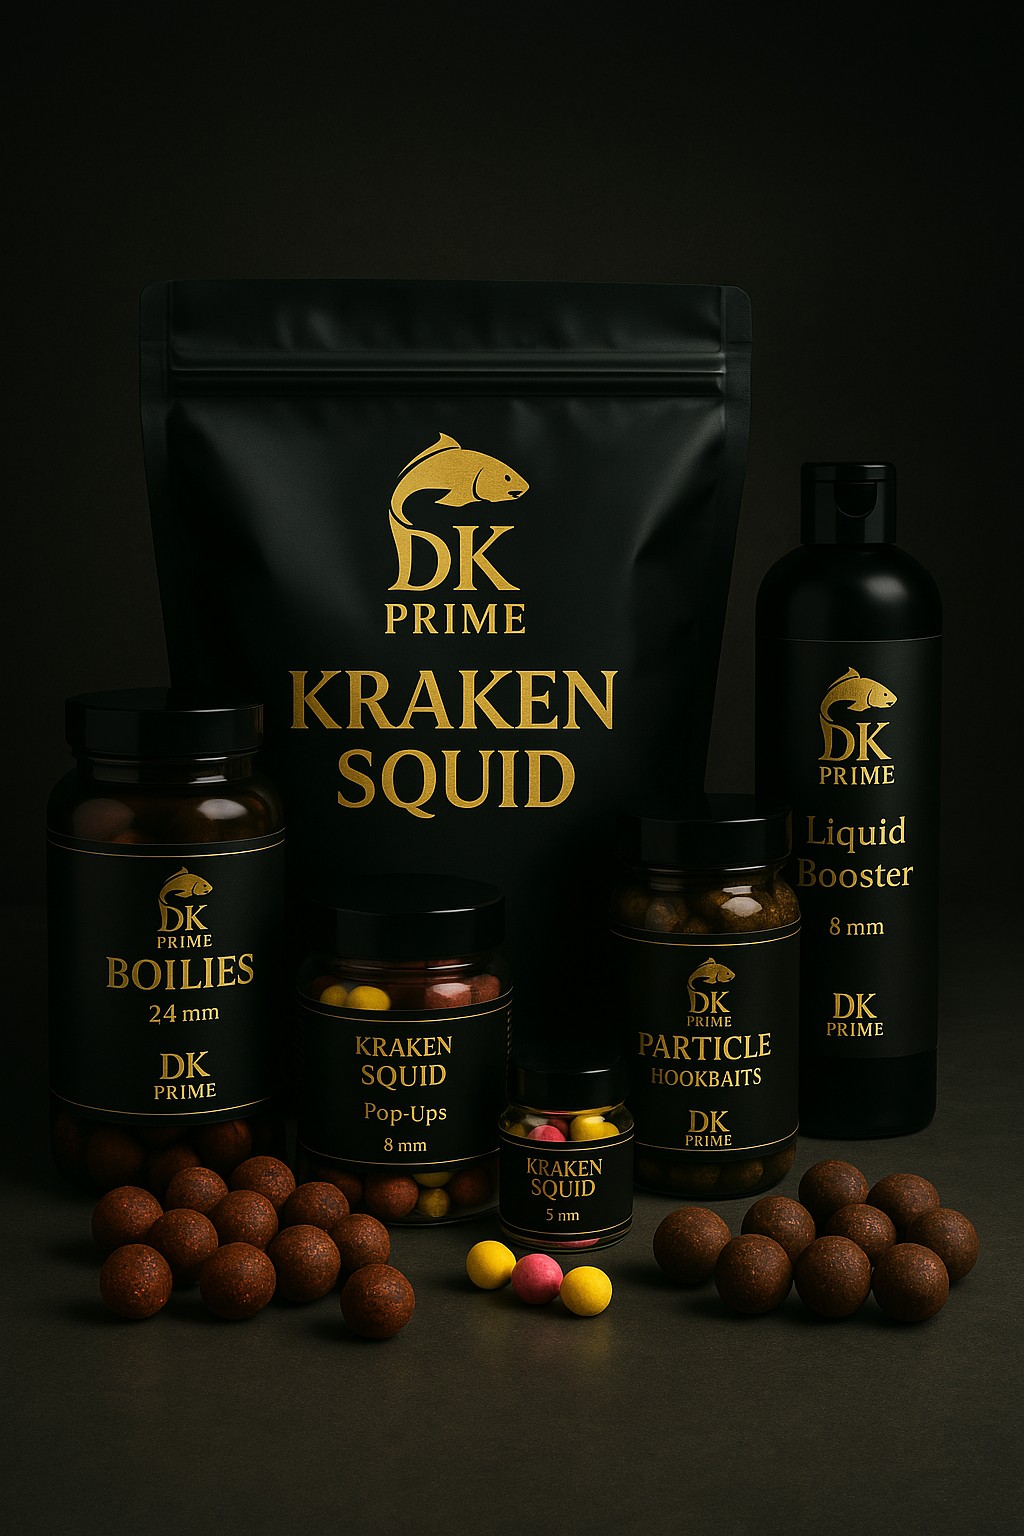 DK
PRIME
KRAKEN
SQUID
DK
PRIME
BOILIES
24 mm
DK
PRIME
KRAKEN
SQUID
Pop-Ups
8 mm
KRAKEN
SQUID
5 mm
DK
PRIME
PARTICLE
HOOKBAITS
DK
PRIME
DK
PRIME
Liquid
Booster
8 mm
DK
PRIME